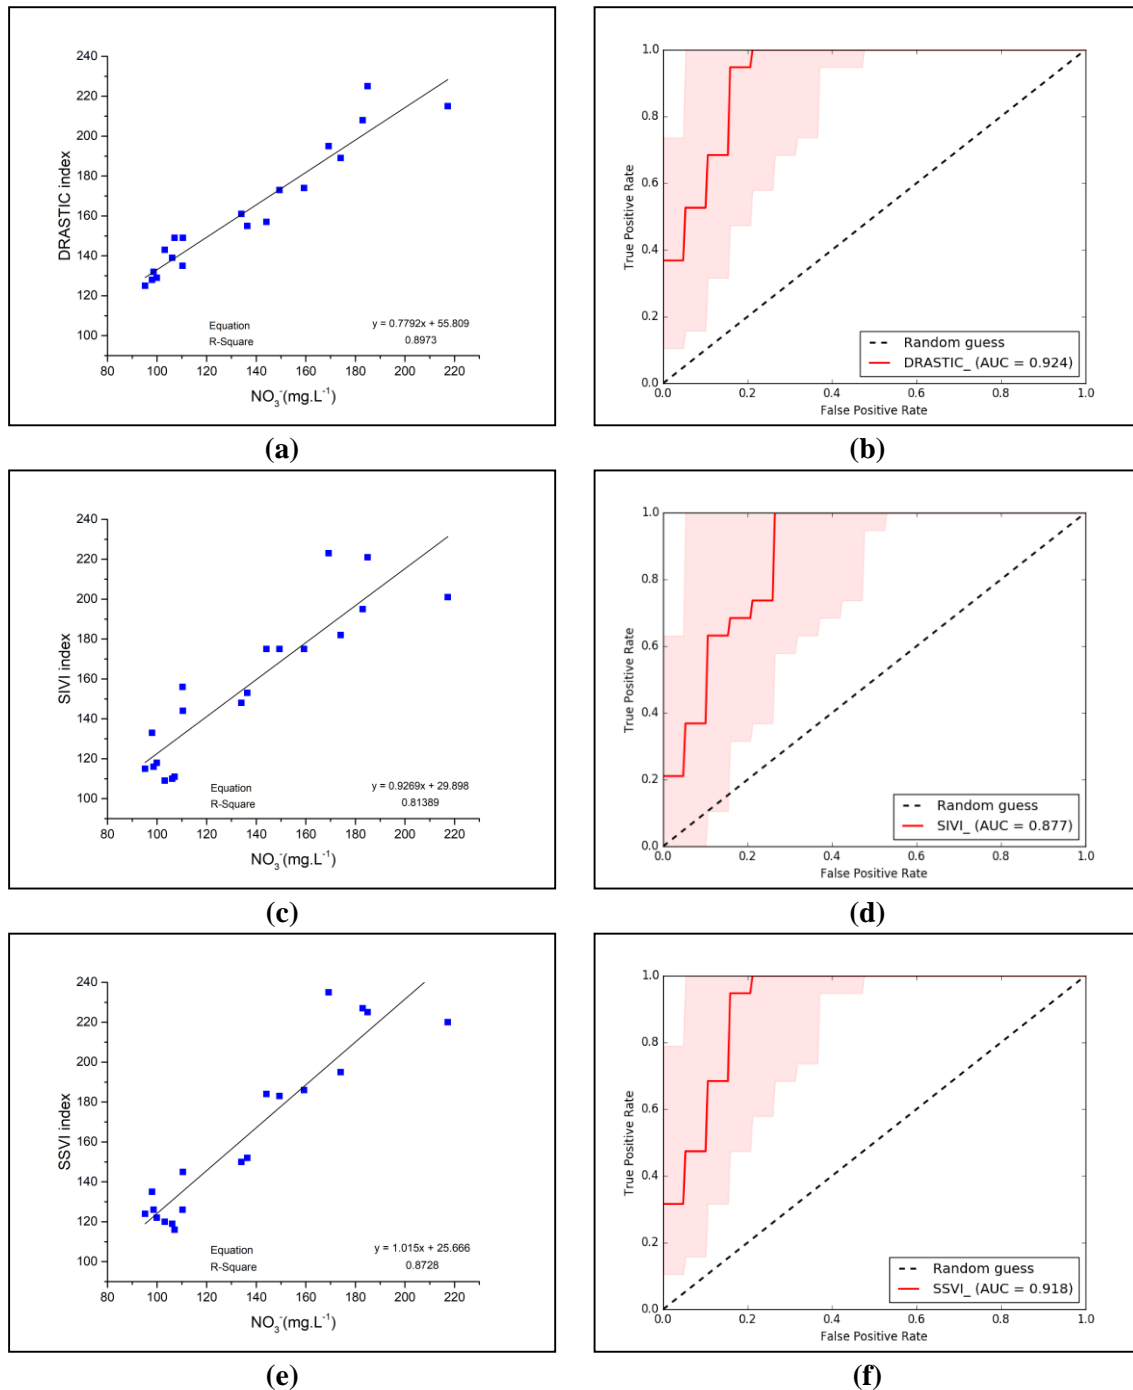 240
220
200
180
160
140
120
100
DRASTIC index
Equation
y = 0.7792x + 55.809
R-Square
0.8973
80 100 120 140 160 180 200 220
NO₃⁻(mg.L⁻¹)
(a)
1.0
0.8
0.6
0.4
0.2
0.0
True Positive Rate
Random guess
DRASTIC_ (AUC = 0.924)
0.0 0.2 0.4 0.6 0.8 1.0
False Positive Rate
(b)
240
220
200
180
160
140
120
100
SIVI index
Equation
y = 0.9269x + 29.898
R-Square
0.81389
80 100 120 140 160 180 200 220
NO₃⁻(mg.L⁻¹)
(c)
1.0
0.8
0.6
0.4
0.2
0.0
True Positive Rate
Random guess
SIVI_ (AUC = 0.877)
0.0 0.2 0.4 0.6 0.8 1.0
False Positive Rate
(d)
240
220
200
180
160
140
120
100
SSVI index
Equation
y = 1.015x + 25.666
R-Square
0.8728
80 100 120 140 160 180 200 220
NO₃⁻(mg.L⁻¹)
(e)
1.0
0.8
0.6
0.4
0.2
0.0
True Positive Rate
Random guess
SSVI_ (AUC = 0.918)
0.0 0.2 0.4 0.6 0.8 1.0
False Positive Rate
(f)